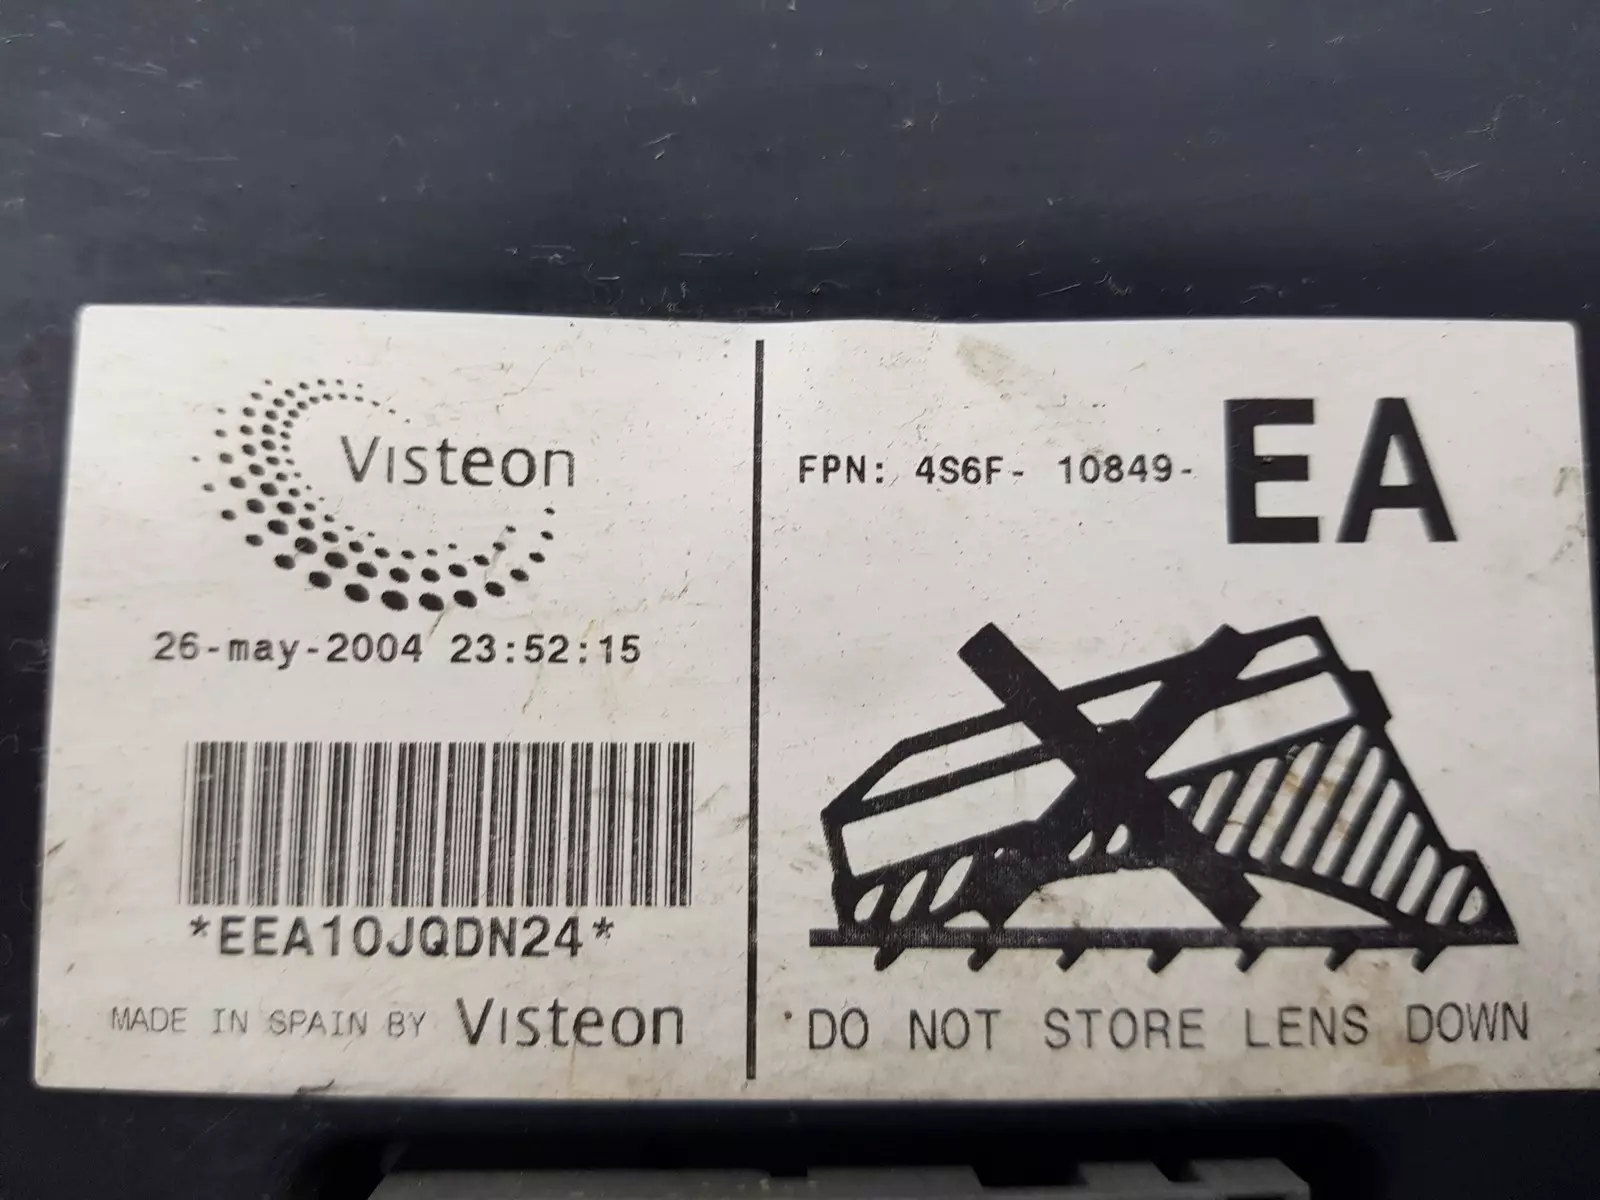 Visteon
26-may-2004 23:52:15
*EEA10JQDN24*
MADE IN SPAIN BY Visteon
FPN: 4S6F- 10849- EA
DO NOT STORE LENS DOWN